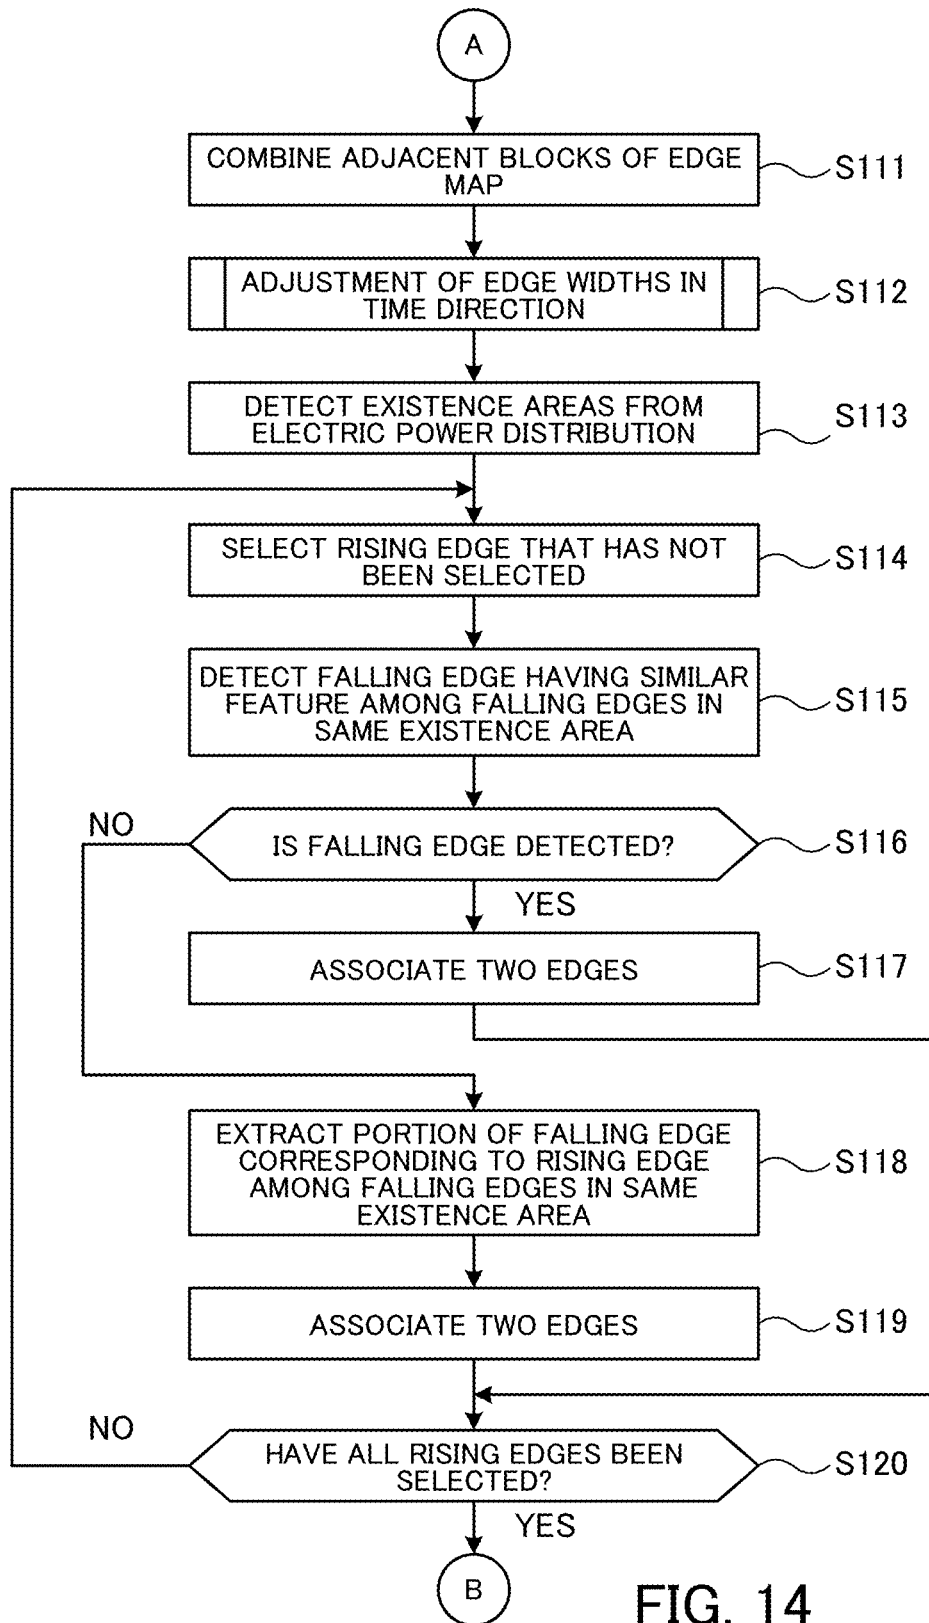 A
COMBINE ADJACENT BLOCKS OF EDGE
MAP
S111
ADJUSTMENT OF EDGE WIDTHS IN
TIME DIRECTION
S112
DETECT EXISTENCE AREAS FROM
ELECTRIC POWER DISTRIBUTION
S113
SELECT RISING EDGE THAT HAS NOT
BEEN SELECTED
S114
DETECT FALLING EDGE HAVING SIMILAR
FEATURE AMONG FALLING EDGES IN
SAME EXISTENCE AREA
S115
NO
IS FALLING EDGE DETECTED?
S116
YES
ASSOCIATE TWO EDGES
S117
EXTRACT PORTION OF FALLING EDGE
CORRESPONDING TO RISING EDGE
AMONG FALLING EDGES IN SAME
EXISTENCE AREA
S118
ASSOCIATE TWO EDGES
S119
NO
HAVE ALL RISING EDGES BEEN
SELECTED?
S120
YES
B
FIG. 14